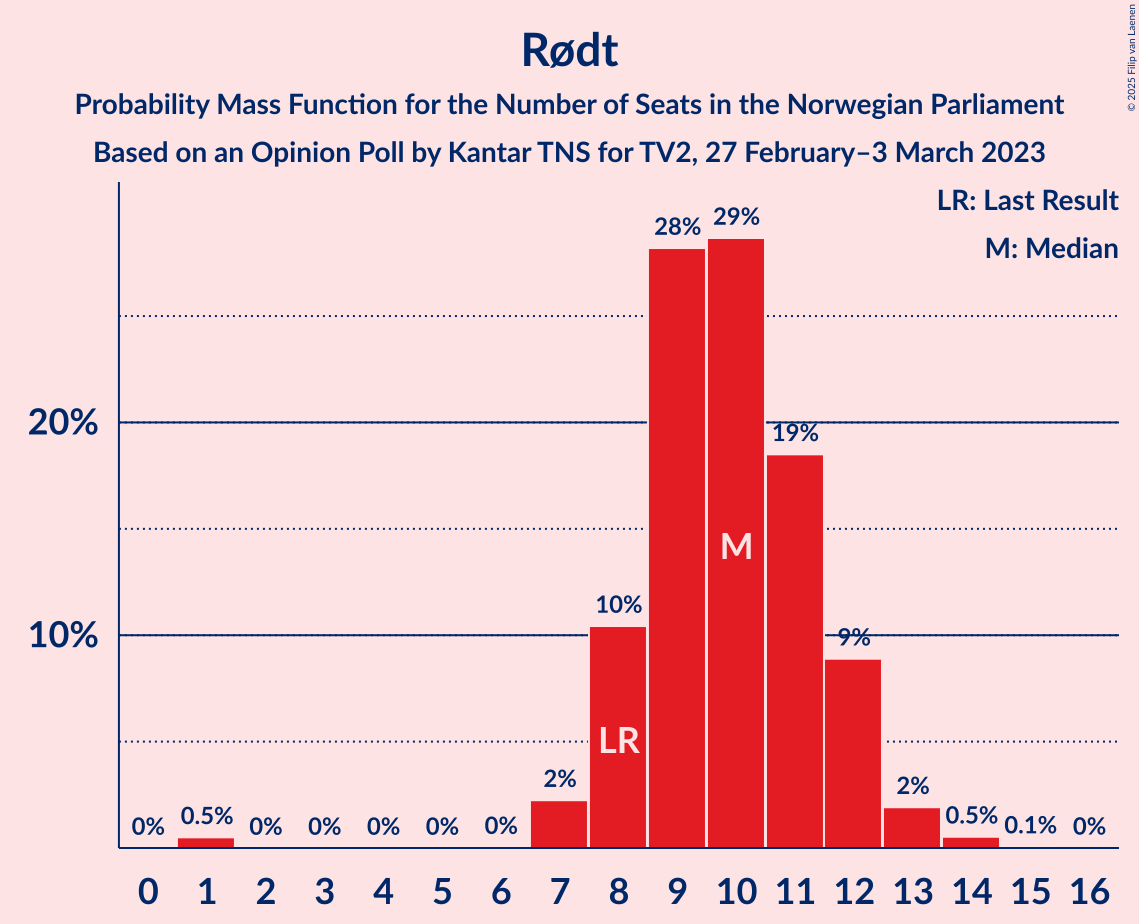 Rødt
Probability Mass Function for the Number of Seats in the Norwegian Parliament
Based on an Opinion Poll by Kantar TNS for TV2, 27 February–3 March 2023
© 2025 Filip van Laenen
LR: Last Result
M: Median
20%
10%
0%
0.5%
0%
0%
0%
0%
0%
2%
10%
28%
29%
19%
9%
2%
0.5%
0.1%
0%
LR
M
0 1 2 3 4 5 6 7 8 9 10 11 12 13 14 15 16